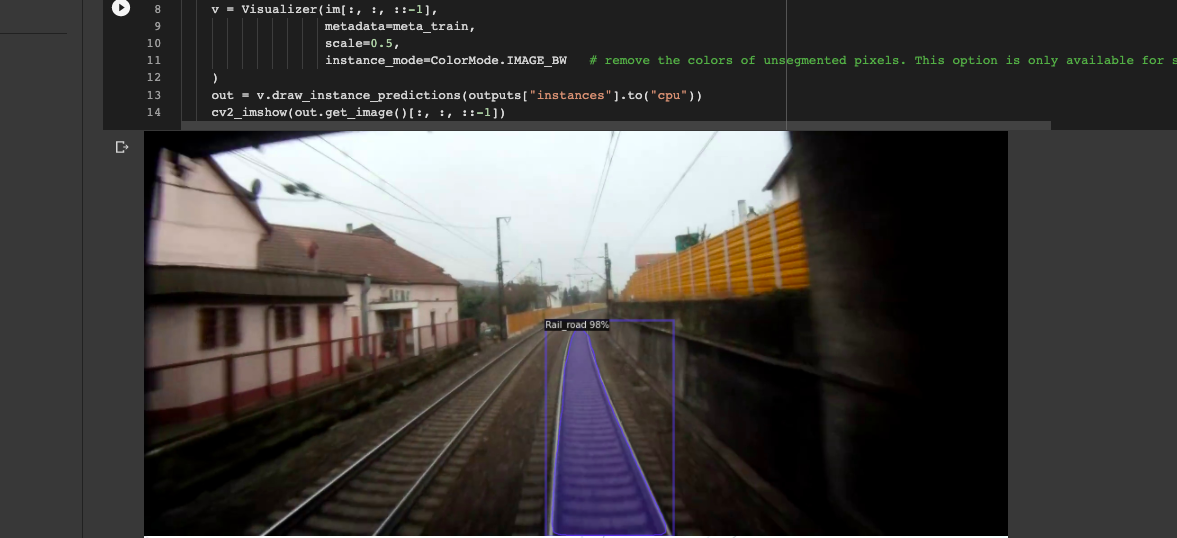 8 v = Visualizer(im[:, :, ::-1],
9 metadata=meta_train,
10 scale=0.5,
11 instance_mode=ColorMode.IMAGE_BW # remove the colors of unsegmented pixels. This option is only available for s
12 )
13 out = v.draw_instance_predictions(outputs["instances"].to("cpu"))
14 cv2_imshow(out.get_image()[:, :, ::-1])
Rail_road 98%